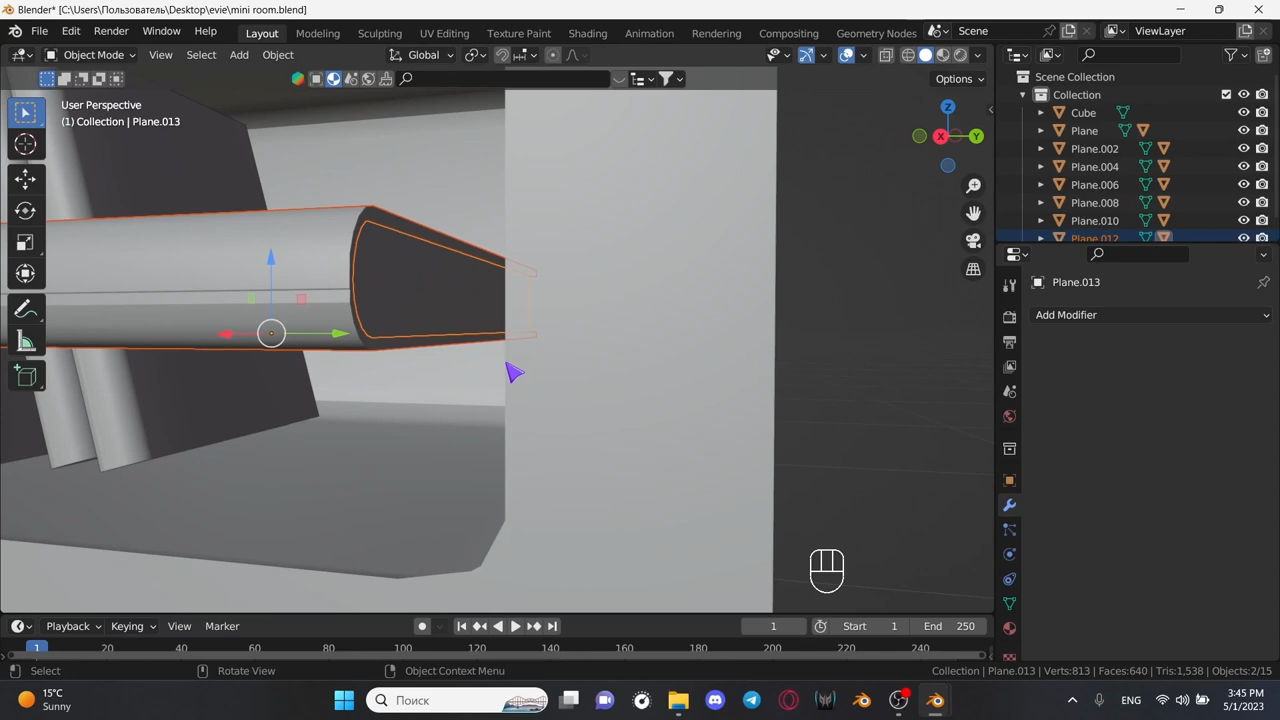 Blender* [C:\Users\Пользователь\Desktop\evie\mini room.blend]
File Edit Render Window Help
Layout Modeling Sculpting UV Editing Texture Paint Shading Animation Rendering Compositing Geometry Nodes
Scene
ViewLayer
Object Mode View Select Add Object
Global
Options
User Perspective
(1) Collection | Plane.013
Z
X
Y
Scene Collection
Collection
Cube
Plane
Plane.002
Plane.004
Plane.006
Plane.008
Plane.010
Plane.012
Plane.013
Add Modifier
Playback Keying View Marker
1
Start 1
End 250
1 20 40 60 80 100 120 140 160 180 200 220 240
Select
Rotate View
Object Context Menu
Collection | Plane.013 | Verts:813 | Faces:640 | Tris:1,538 | Objects:2/15
15°C
Sunny
Поиск
ENG
3:45 PM
5/1/2023